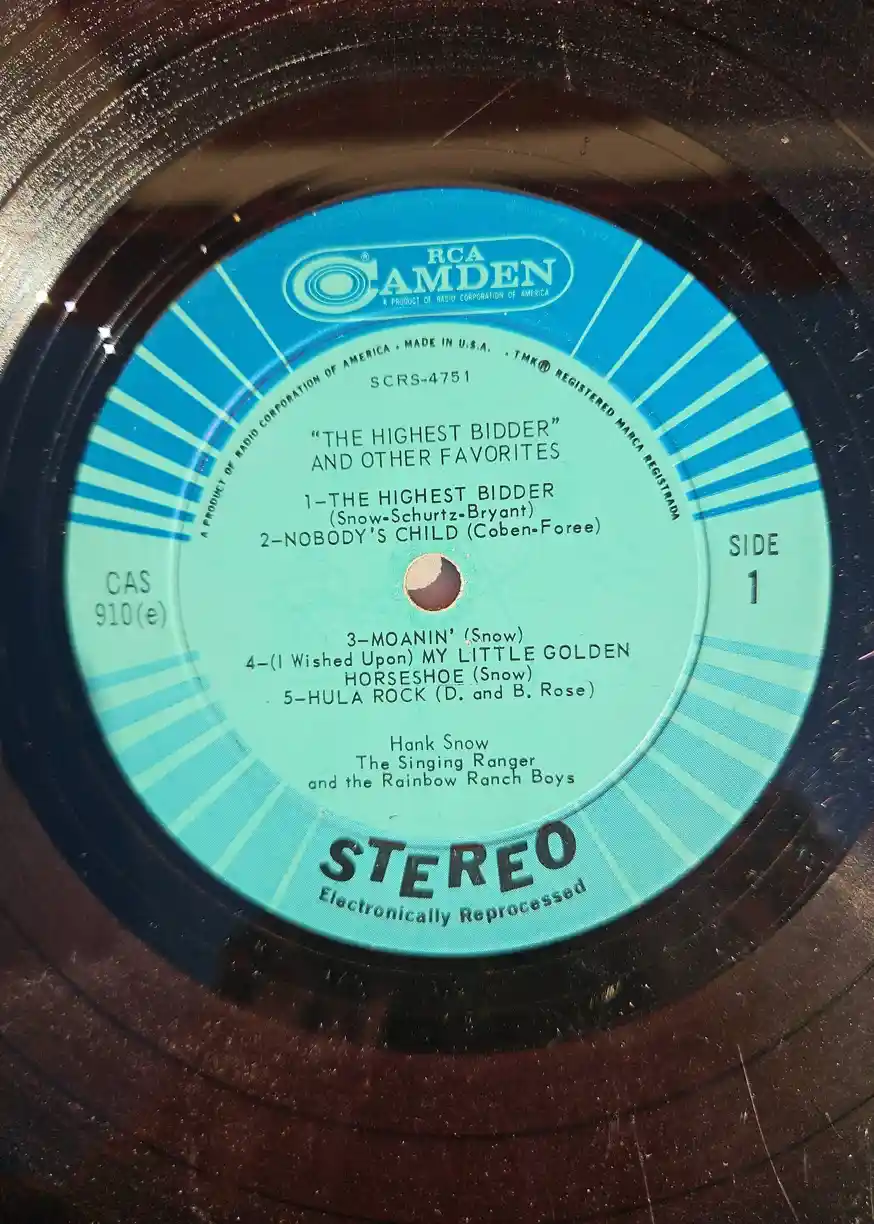 RCA
CAMDEN®
A PRODUCT OF RADIO CORPORATION OF AMERICA
A PRODUCT OF RADIO CORPORATION OF AMERICA • MADE IN U.S.A. • TMK® REGISTERED MARCA REGISTRADA
SCRS-4751
"THE HIGHEST BIDDER"
AND OTHER FAVORITES
1-THE HIGHEST BIDDER
(Snow-Schurtz-Bryant)
2-NOBODY'S CHILD (Coben-Foree)
SIDE
1
CAS
910(e)
3-MOANIN' (Snow)
4-(I Wished Upon) MY LITTLE GOLDEN
HORSESHOE (Snow)
5-HULA ROCK (D. and B. Rose)
Hank Snow
The Singing Ranger
and the Rainbow Ranch Boys
STEREO
Electronically Reprocessed